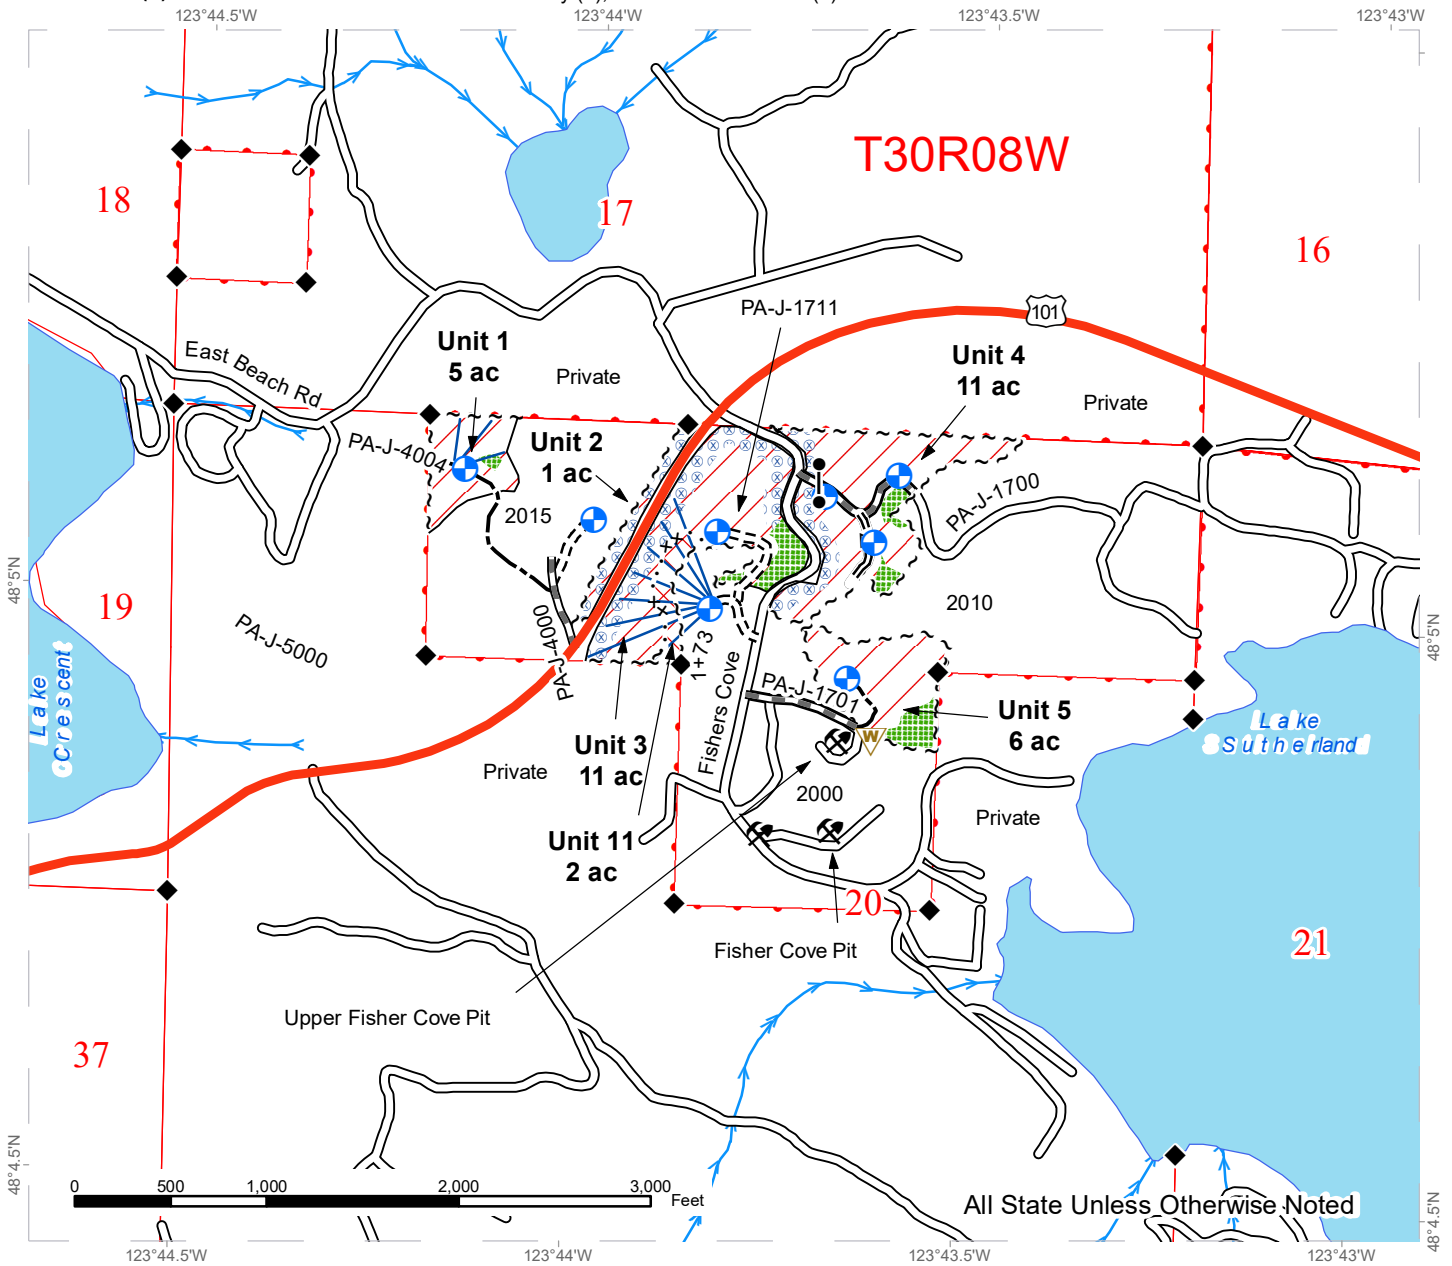 123°44.5'W
123°44'W
123°43.5'W
123°43'W
T30R08W
18
17
16
PA-J-1711
101
Unit 1
5 ac
Unit 4
11 ac
East Beach Rd
Private
Private
Unit 2
1 ac
PA-J-4004
PA-J-1700
2015
48°5'N
19
2010
PA-J-4000
PA-J-5000
48°5'N
1+73
Fishers Cove
PA-J-1701
Lake
Crescent
Unit 5
6 ac
Lake
Sutherland
W
Unit 3
11 ac
Private
2000
Private
Unit 11
2 ac
20
Fisher Cove Pit
21
Upper Fisher Cove Pit
37
48°4.5'N
0
500
1,000
2,000
3,000
Feet
All State Unless Otherwise Noted
48°4.5'N
123°44.5'W
123°44'W
123°43.5'W
123°43'W